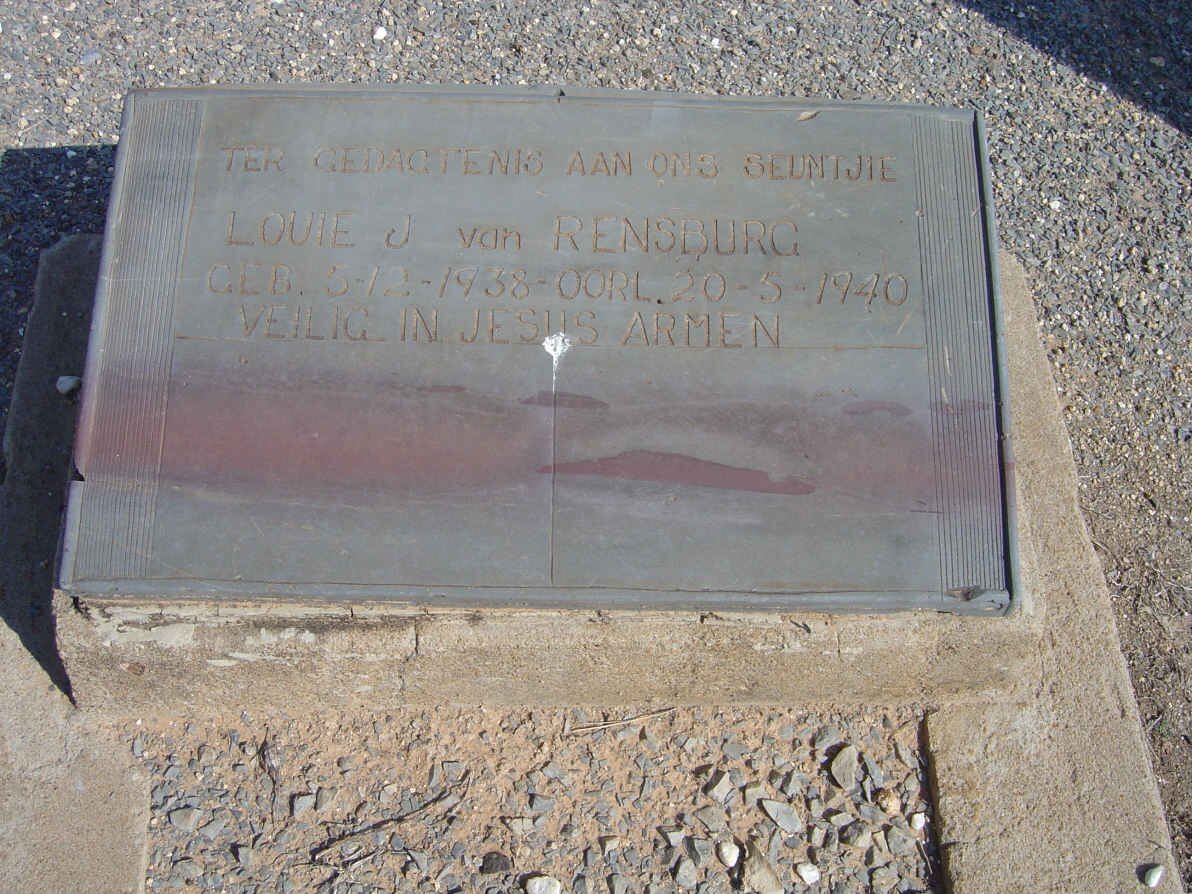 TER GEDAGTENIS AAN ONS SEUNTJIE
LOUIE J van RENSBURG
GEB. 5-12-1938-OORL. 20-5-1940
VEILIG IN JESUS ARMEN